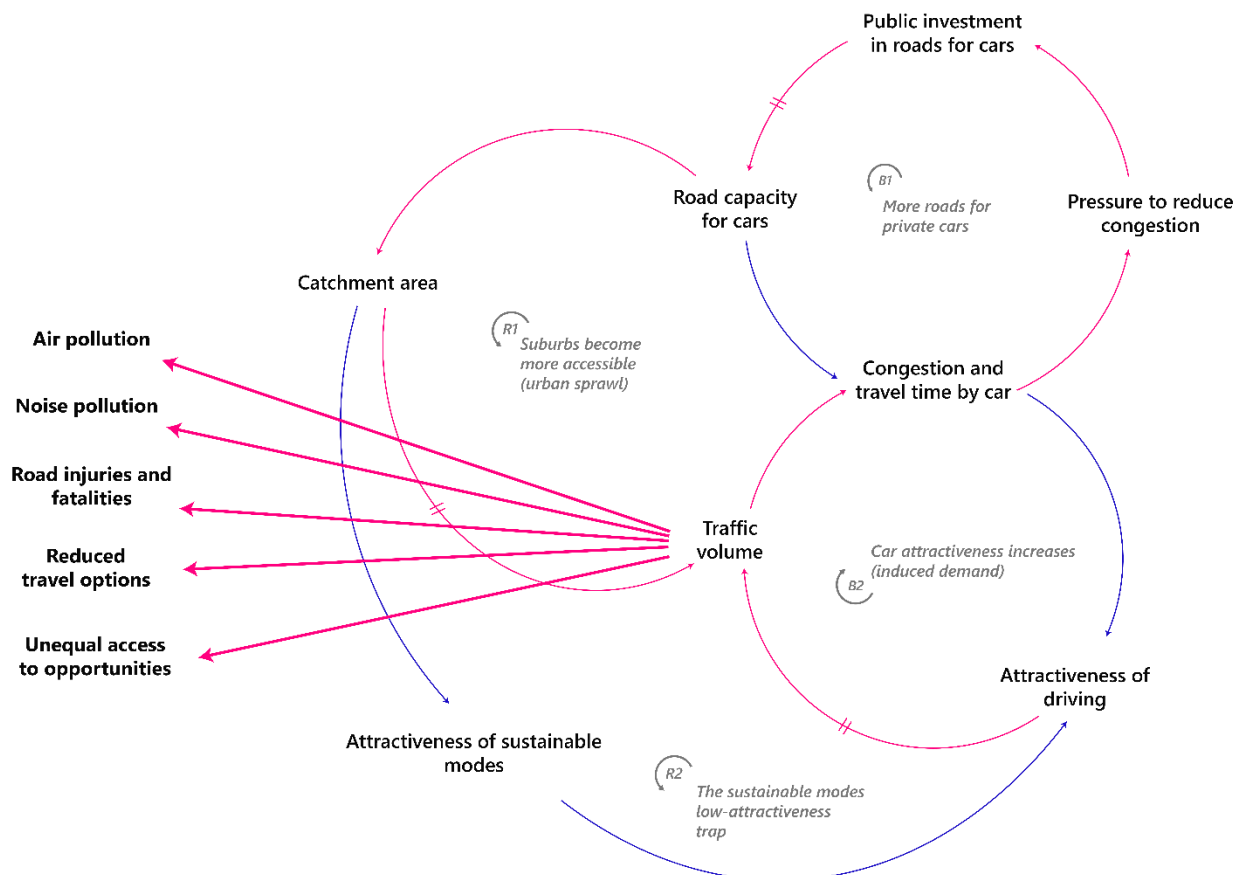 Public investment
in roads for cars
Road capacity
for cars
B1
More roads for
private cars
Pressure to reduce
congestion
Catchment area
R1
Suburbs become
more accessible
(urban sprawl)
Air pollution
Congestion and
travel time by car
Noise pollution
Road injuries and
fatalities
Traffic
volume
Reduced
travel options
Car attractiveness increases
(induced demand)
B2
Unequal access
to opportunities
Attractiveness of
driving
Attractiveness of sustainable
modes
R2
The sustainable modes
low-attractiveness
trap